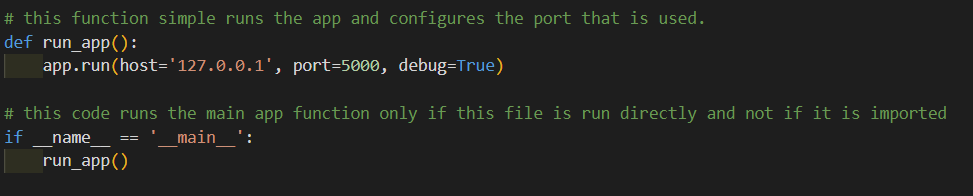 # this function simple runs the app and configures the port that is used.
def run_app():
    app.run(host='127.0.0.1', port=5000, debug=True)
# this code runs the main app function only if this file is run directly and not if it is imported
if __name__ == '__main__':
    run_app()